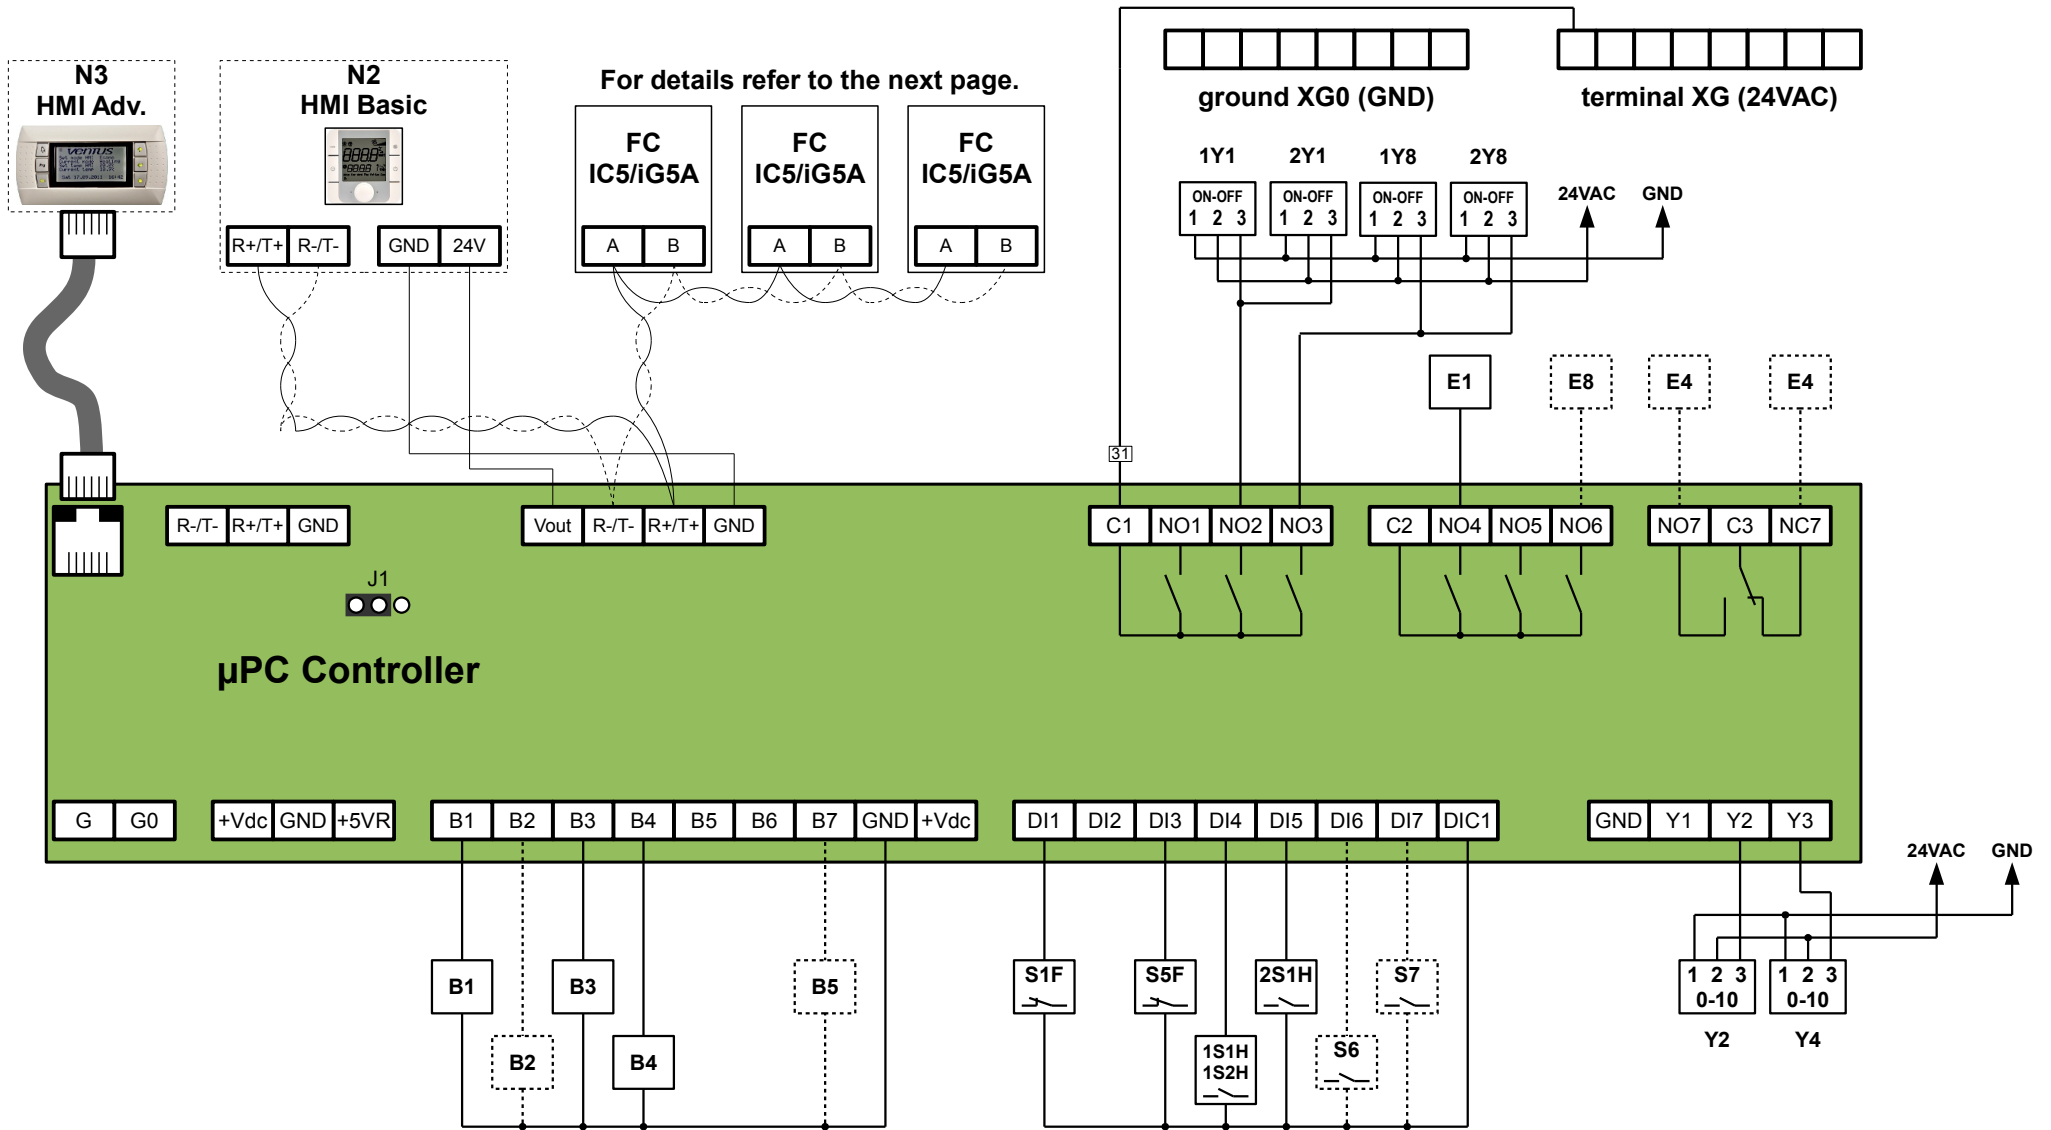 N3
HMI Adv.
VENTUS
N2
HMI Basic
For details refer to the next page.
FC
IC5/iG5A
FC
IC5/iG5A
FC
IC5/iG5A
R+/T+ R-/T- GND 24V
A B A B A B
ground XG0 (GND) terminal XG (24VAC)
1Y1 2Y1 1Y8 2Y8
ON-OFF ON-OFF ON-OFF ON-OFF
1 2 3 1 2 3 1 2 3 1 2 3
24VAC GND
E1 E8 E4 E4
31
R-/T- R+/T+ GND
Vout R-/T- R+/T+ GND
C1 NO1 NO2 NO3
C2 NO4 NO5 NO6
NO7 C3 NC7
J1
µPC Controller
G G0
+Vdc GND +5VR
B1 B2 B3 B4 B5 B6 B7 GND +Vdc
DI1 DI2 DI3 DI4 DI5 DI6 DI7 DIC1
GND Y1 Y2 Y3
24VAC GND
B1 B3 B5
B2 B4
S1F S5F 2S1H S7
1S1H
1S2H
S6
1 2 3 1 2 3
0-10 0-10
Y2 Y4